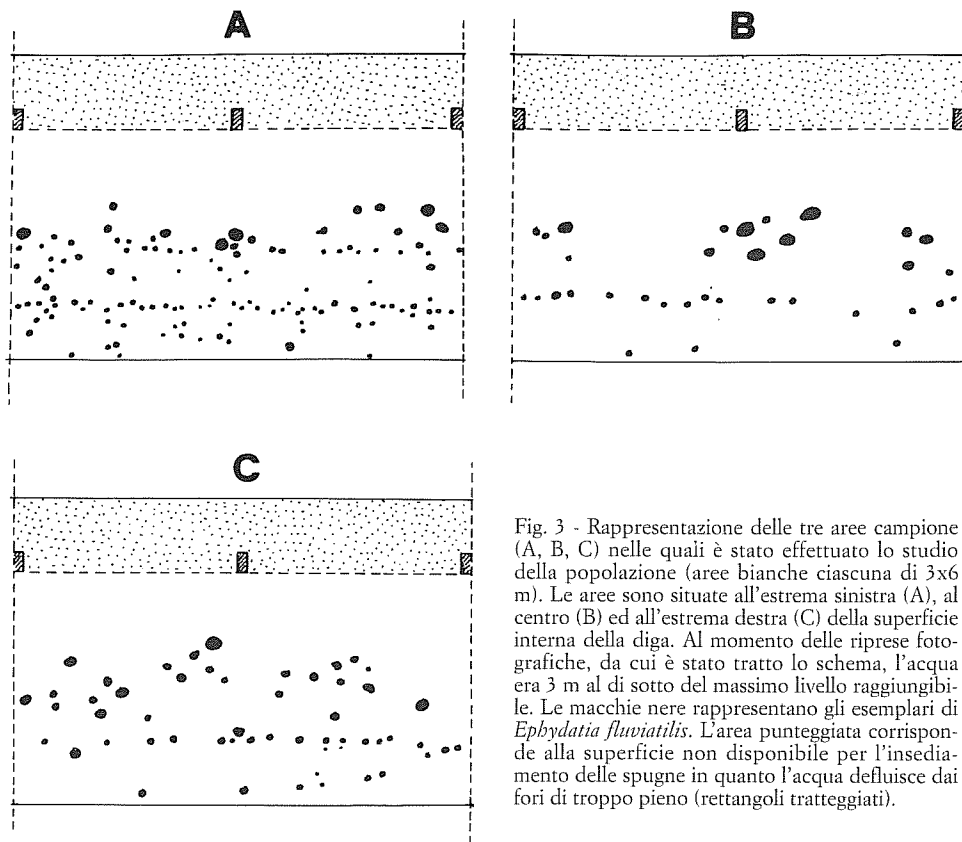 A
B
C
Fig. 3 - Rappresentazione delle tre aree campione
(A, B, C) nelle quali è stato effettuato lo studio
della popolazione (aree bianche ciascuna di 3x6
m). Le aree sono situate all'estrema sinistra (A), al
centro (B) ed all'estrema destra (C) della superficie
interna della diga. Al momento delle riprese foto-
grafiche, da cui è stato tratto lo schema, l'acqua
era 3 m al di sotto del massimo livello raggiungibi-
le. Le macchie nere rappresentano gli esemplari di
Ephydatia fluviatilis. L'area punteggiata corrispon-
de alla superficie non disponibile per l'insedia-
mento delle spugne in quanto l'acqua defluisce dai
fori di troppo pieno (rettangoli tratteggiati).